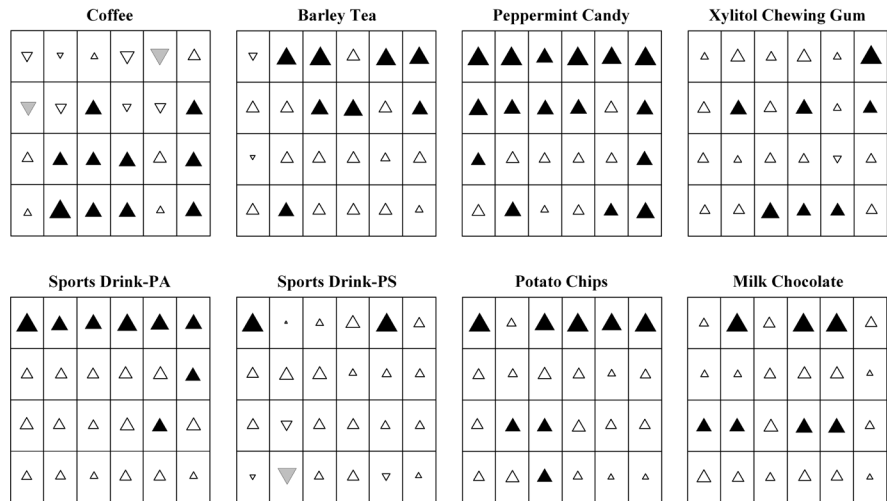 Coffee
Barley Tea
Peppermint Candy
Xylitol Chewing Gum
Sports Drink-PA
Sports Drink-PS
Potato Chips
Milk Chocolate